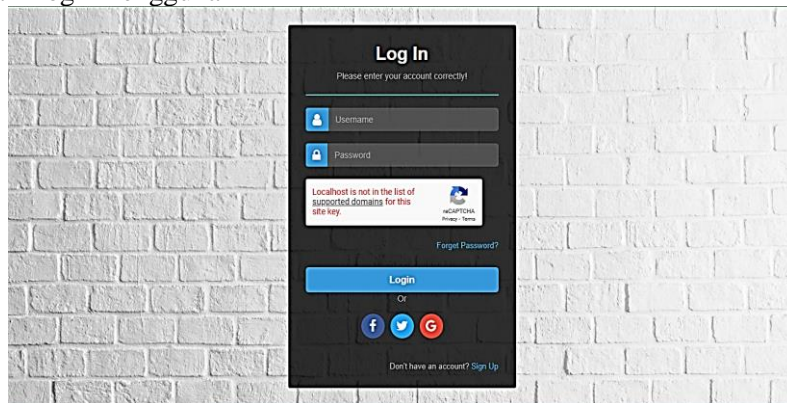 Log In
Please enter your account correctly!
Username
Password
Localhost is not in the list of
supported domains for this
site key.
reCAPTCHA
Privacy - Terms
Forget Password?
Login
Or
f G
Don't have an account? Sign Up